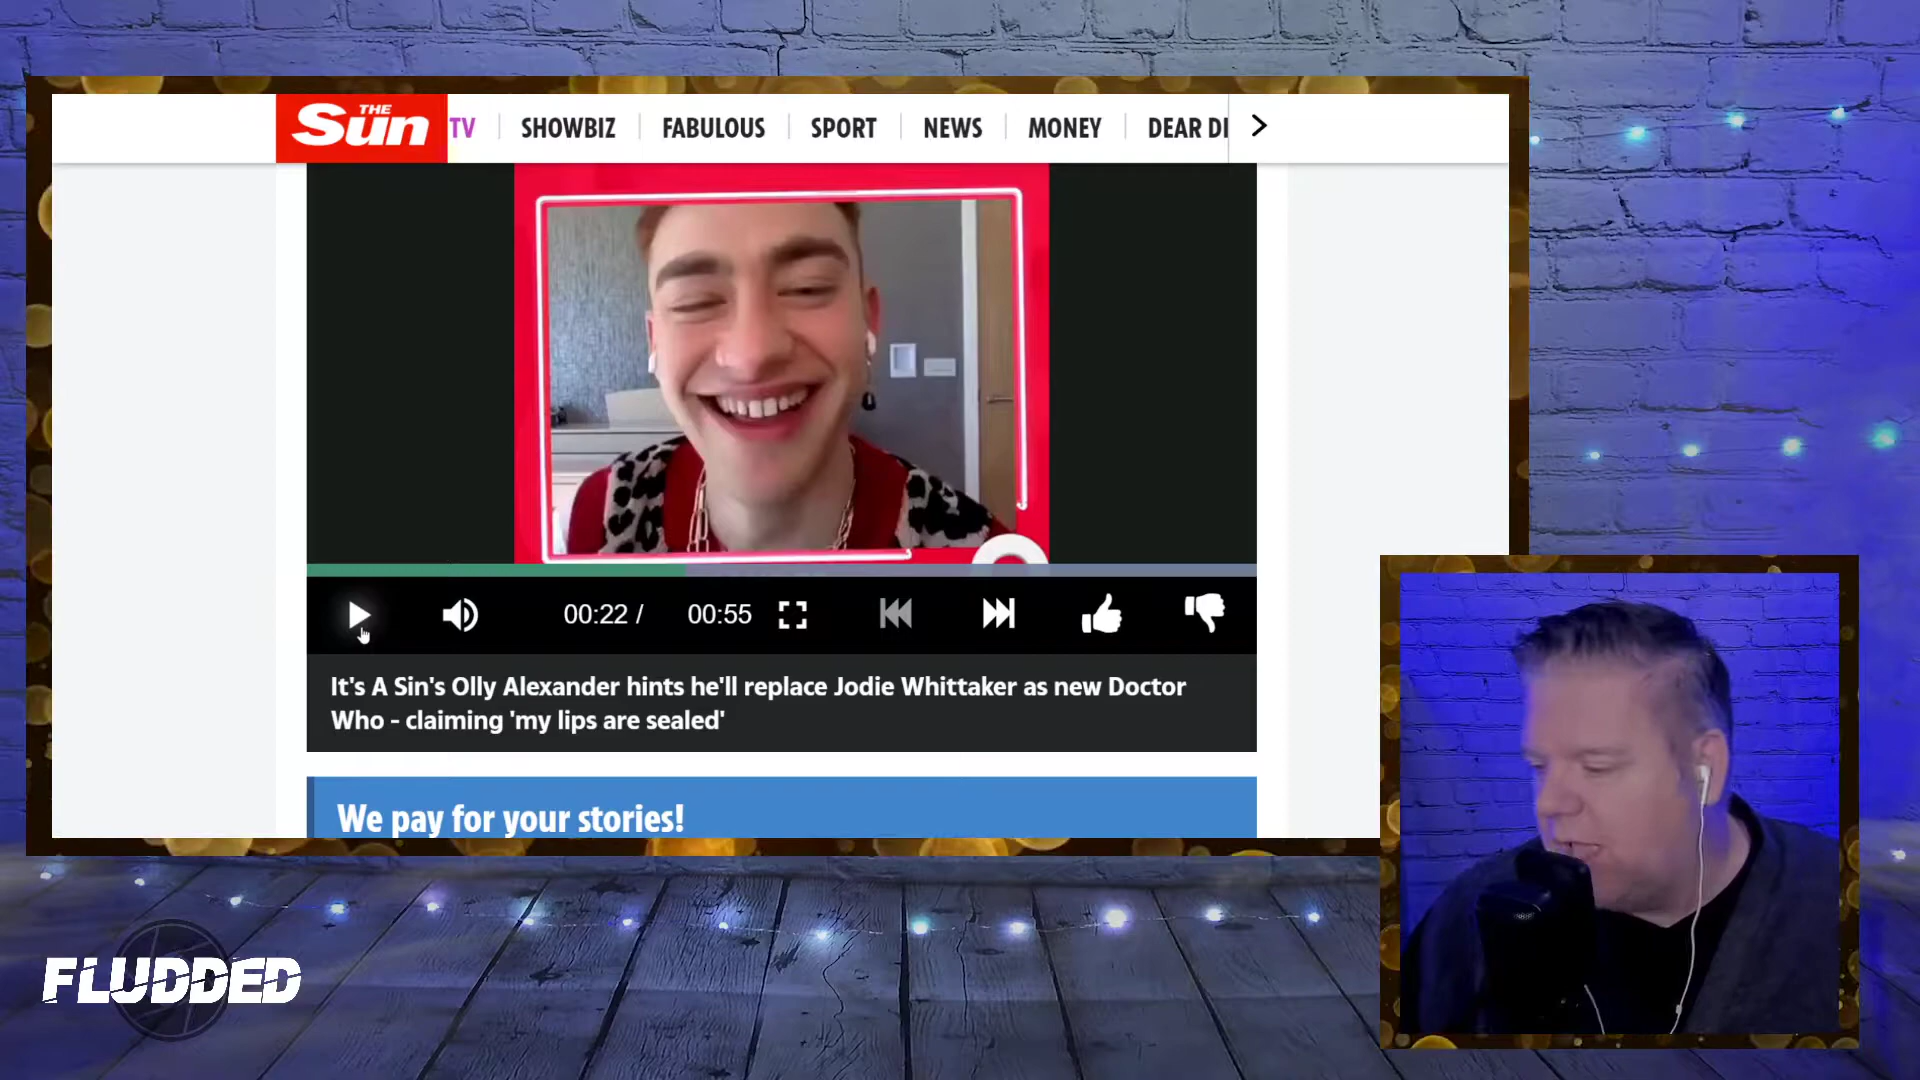 THE
Sun
TV
SHOWBIZ
FABULOUS
SPORT
NEWS
MONEY
DEAR DI
00:22 /
00:55
It's A Sin's Olly Alexander hints he'll replace Jodie Whittaker as new Doctor
Who - claiming 'my lips are sealed'
We pay for your stories!
FLUDDED